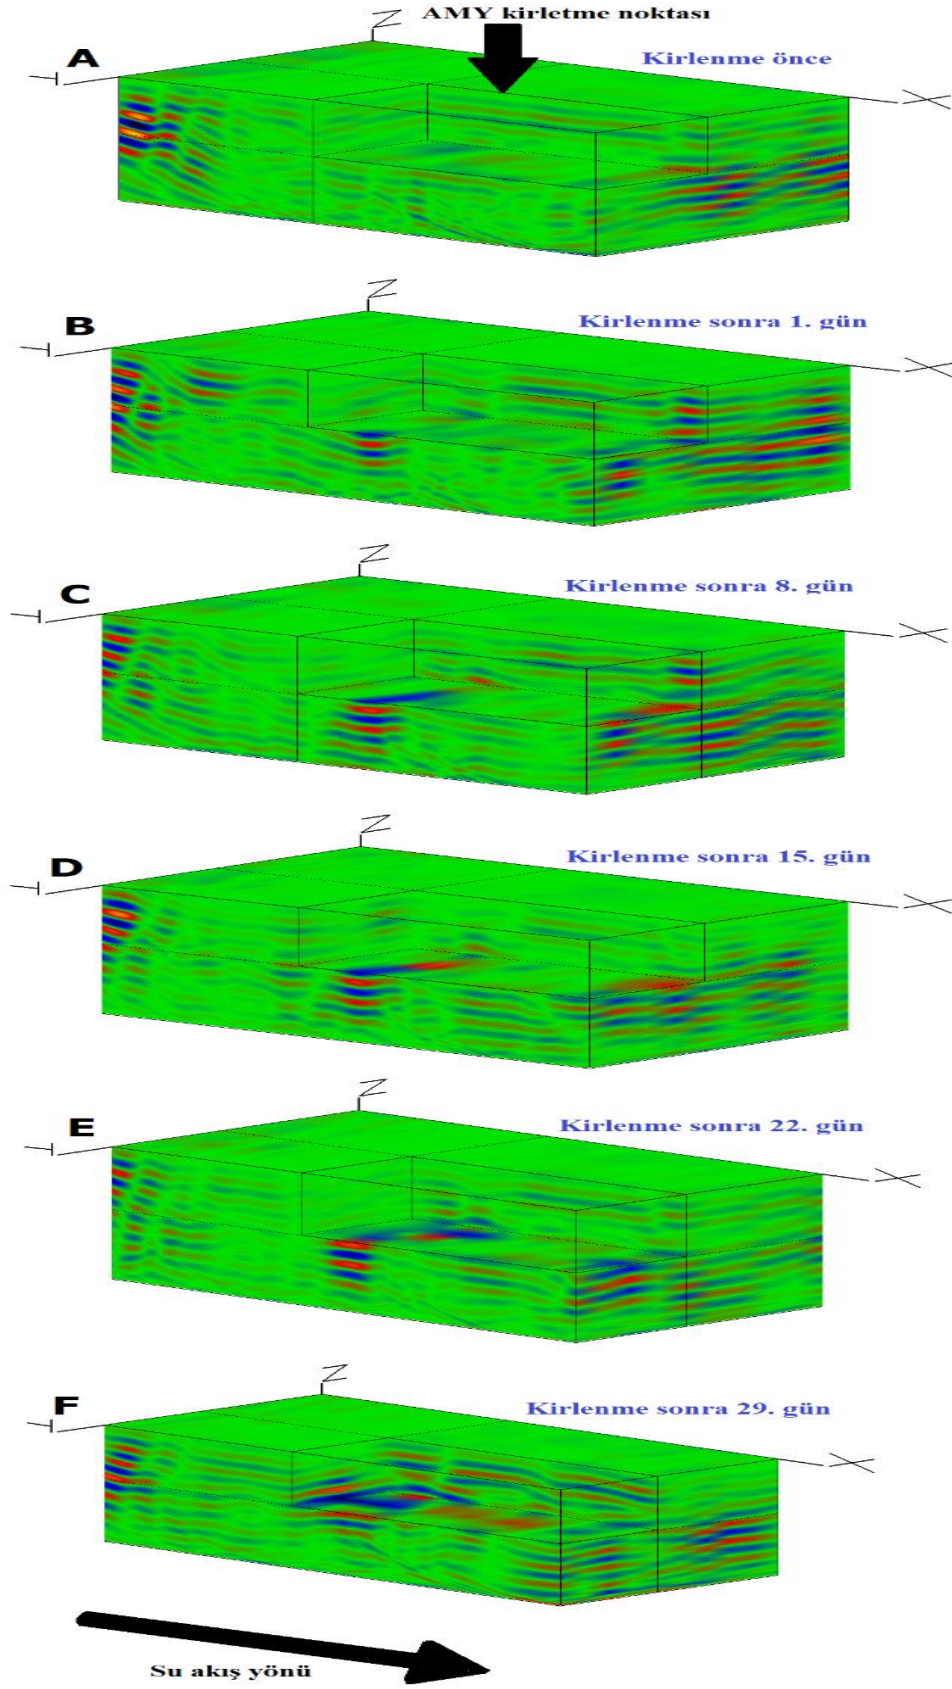 AMY kirletme noktası
Z
A
Kirlenme önce
Y
X
Z
B
Kirlenme sonra 1. gün
Y
X
Z
C
Kirlenme sonra 8. gün
Y
X
Z
D
Kirlenme sonra 15. gün
Y
X
Z
E
Kirlenme sonra 22. gün
Y
X
Z
F
Kirlenme sonra 29. gün
Y
X
Su akış yönü